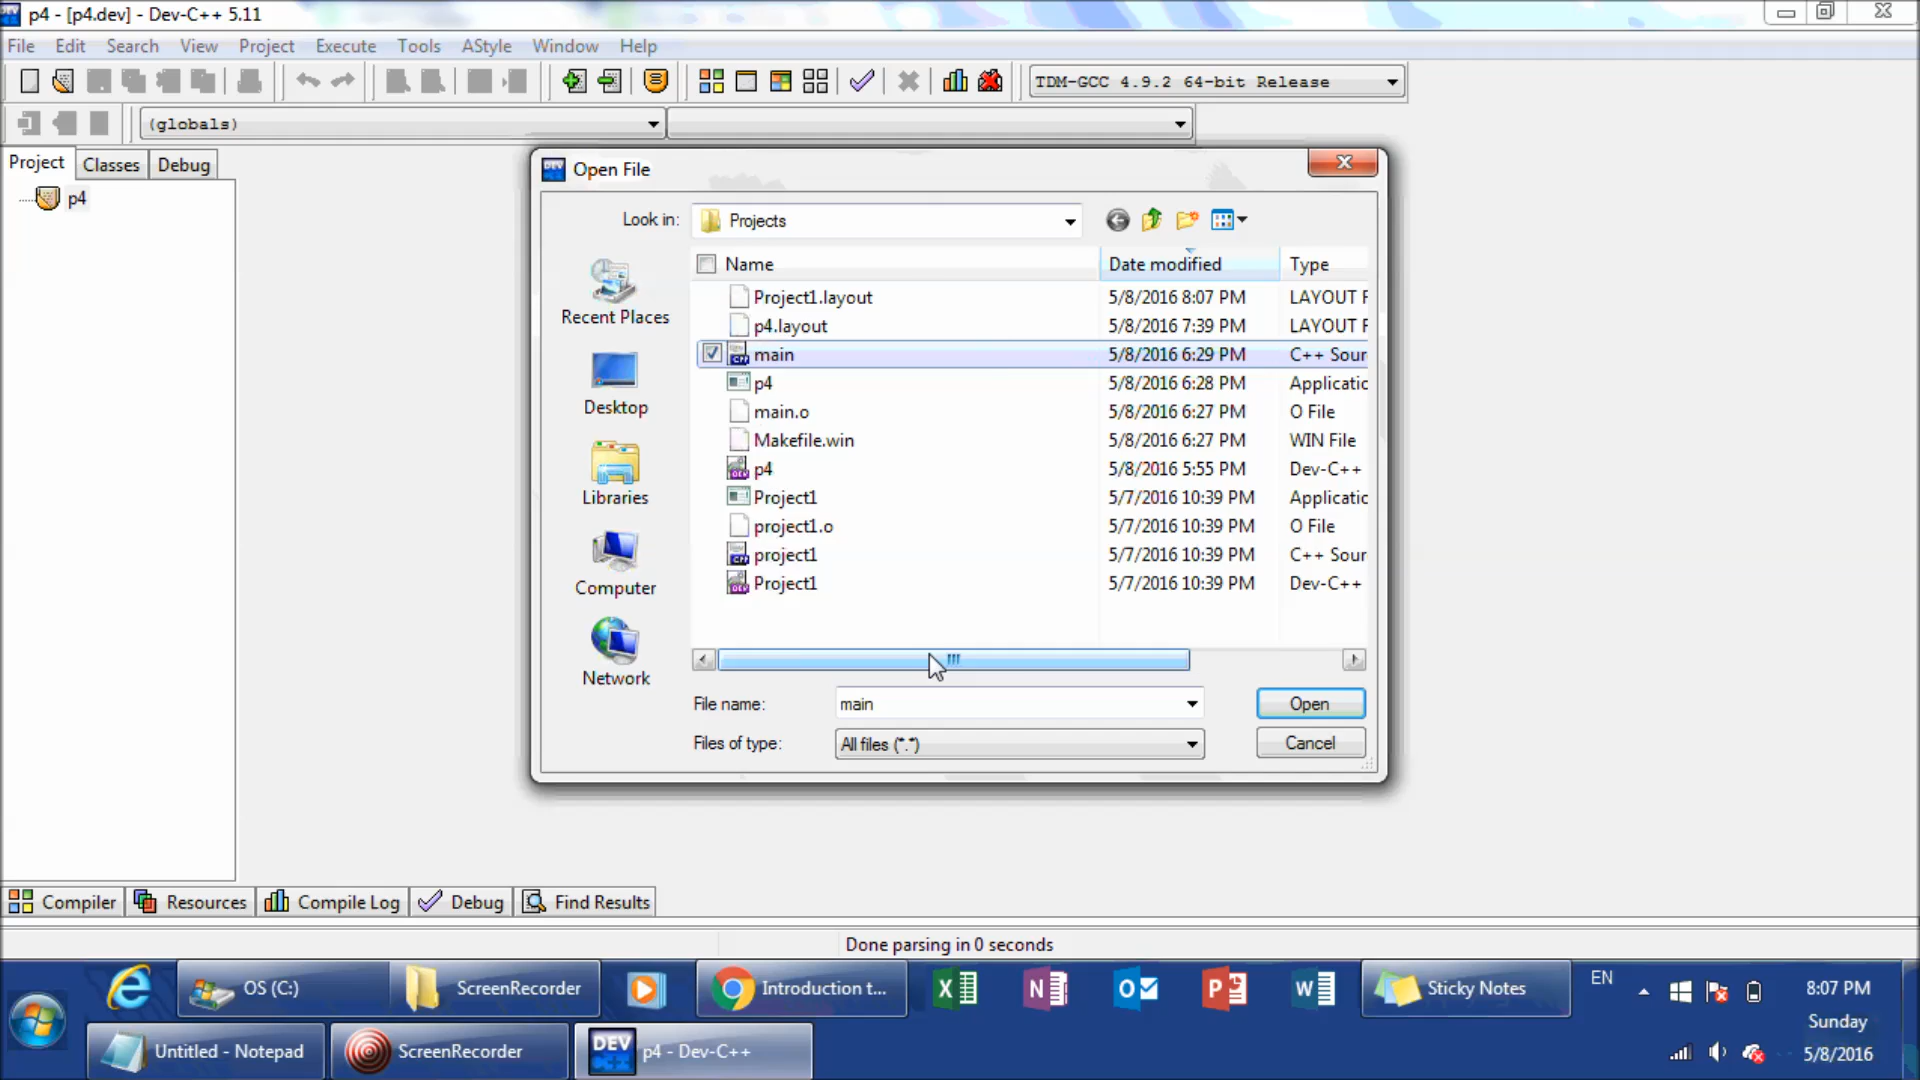 p4 - [p4.dev] - Dev-C++ 5.11
File Edit Search View Project Execute Tools AStyle Window Help
TDM-GCC 4.9.2 64-bit Release
(globals)
Project Classes Debug
p4
Open File
Look in: Projects
Name Date modified Type
Project1.layout 5/8/2016 8:07 PM LAYOUT F
p4.layout 5/8/2016 7:39 PM LAYOUT F
main 5/8/2016 6:29 PM C++ Sour
p4 5/8/2016 6:28 PM Applicatic
main.o 5/8/2016 6:27 PM O File
Makefile.win 5/8/2016 6:27 PM WIN File
p4 5/8/2016 5:55 PM Dev-C++
Project1 5/7/2016 10:39 PM Applicatic
project1.o 5/7/2016 10:39 PM O File
project1 5/7/2016 10:39 PM C++ Sour
Project1 5/7/2016 10:39 PM Dev-C++
Recent Places
Desktop
Libraries
Computer
Network
File name: main Open
Files of type: All files (*.*) Cancel
Compiler Resources Compile Log Debug Find Results
Done parsing in 0 seconds
OS (C:) ScreenRecorder Introduction t... Sticky Notes EN 8:07 PM
Sunday
Untitled - Notepad ScreenRecorder DEV C++ p4 - Dev-C++ 5/8/2016